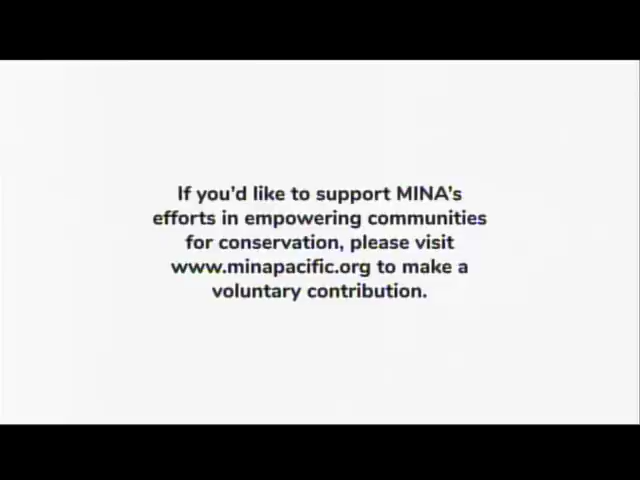 If you'd like to support MINA's
efforts in empowering communities
for conservation, please visit
www.minapacific.org to make a
voluntary contribution.